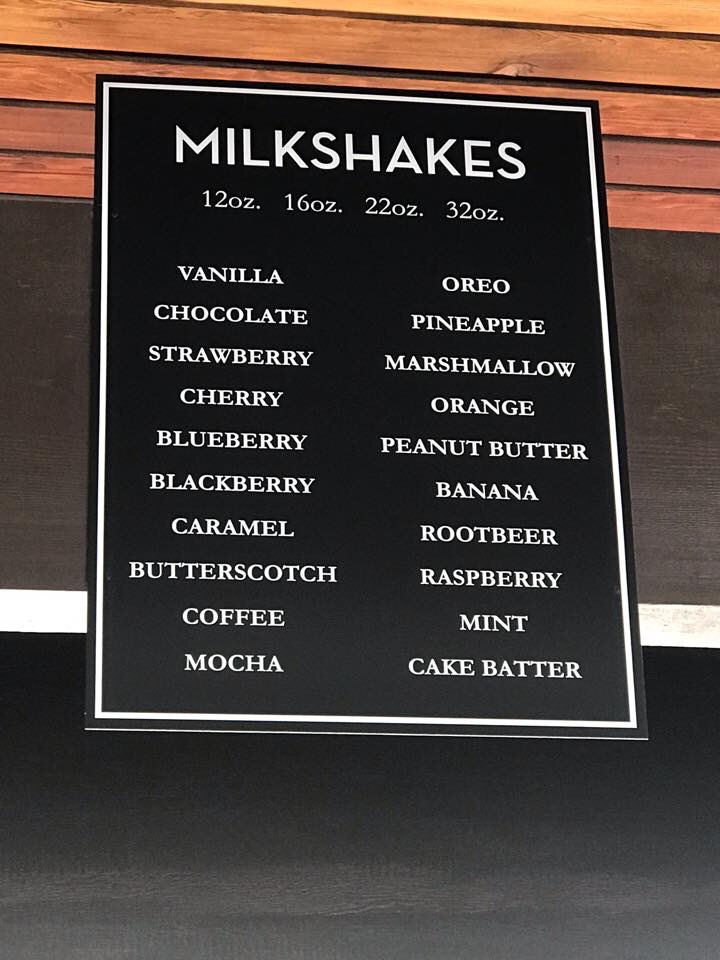 MILKSHAKES
12oz. 16oz. 22oz. 32oz.
VANILLA
CHOCOLATE
STRAWBERRY
CHERRY
BLUEBERRY
BLACKBERRY
CARAMEL
BUTTERSCOTCH
COFFEE
MOCHA
OREO
PINEAPPLE
MARSHMALLOW
ORANGE
PEANUT BUTTER
BANANA
ROOTBEER
RASPBERRY
MINT
CAKE BATTER